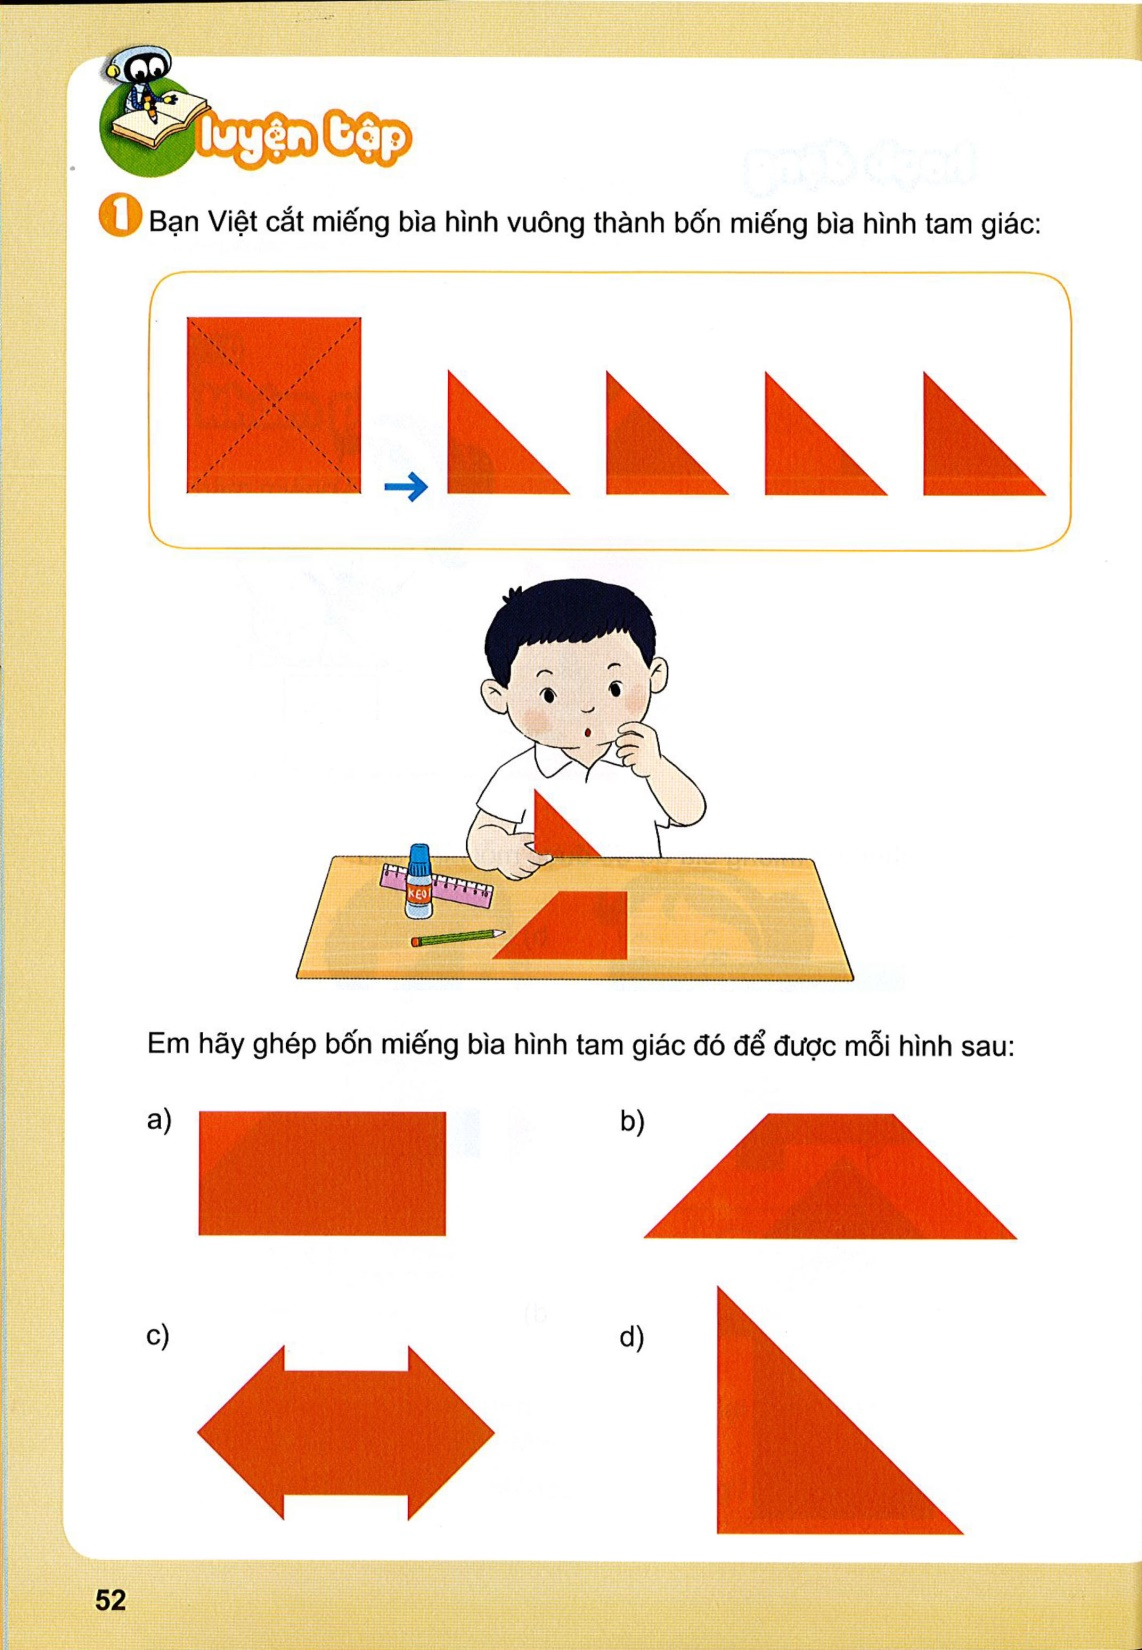 luyện tập
1 Bạn Việt cắt miếng bìa hình vuông thành bốn miếng bìa hình tam giác:
KEO
Em hãy ghép bốn miếng bìa hình tam giác đó để được mỗi hình sau:
a)
b)
c)
d)
52